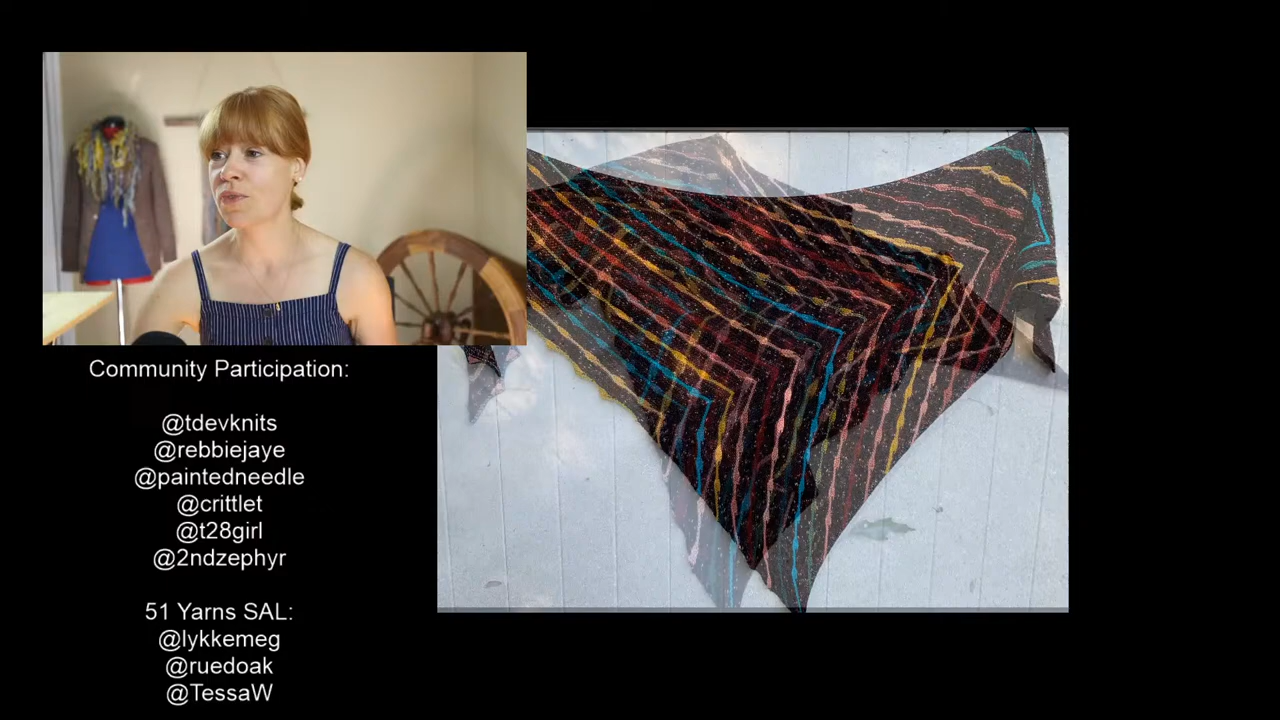 Community Participation:
@tdevknits
@rebbiejaye
@paintedneedle
@crittlet
@t28girl
@2ndzephyr
51 Yarns SAL:
@lykkemeg
@ruedoak
@TessaW